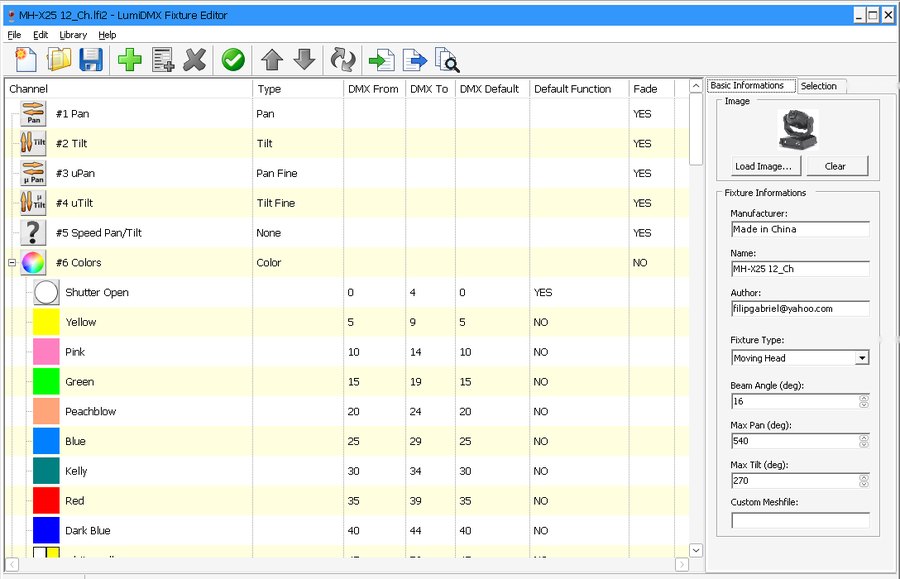 MH-X25 12_Ch.lfi2 - LumiDMX Fixture Editor
File Edit Library Help
Channel Type DMX From DMX To DMX Default Default Function Fade
Pan #1 Pan Pan YES
Tilt #2 Tilt Tilt YES
µ Pan #3 uPan Pan Fine YES
µ Tilt #4 uTilt Tilt Fine YES
? #5 Speed Pan/Tilt None YES
#6 Colors Color NO
Shutter Open 0 4 0 YES
Yellow 5 9 5 NO
Pink 10 14 10 NO
Green 15 19 15 NO
Peachblow 20 24 20 NO
Blue 25 29 25 NO
Kelly 30 34 30 NO
Red 35 39 35 NO
Dark Blue 40 44 40 NO
Basic Informations Selection
Image
Load Image... Clear
Fixture Informations
Manufacturer:
Made in China
Name:
MH-X25 12_Ch
Author:
filipgabriel@yahoo.com
Fixture Type:
Moving Head
Beam Angle (deg):
16
Max Pan (deg):
540
Max Tilt (deg):
270
Custom Meshfile: